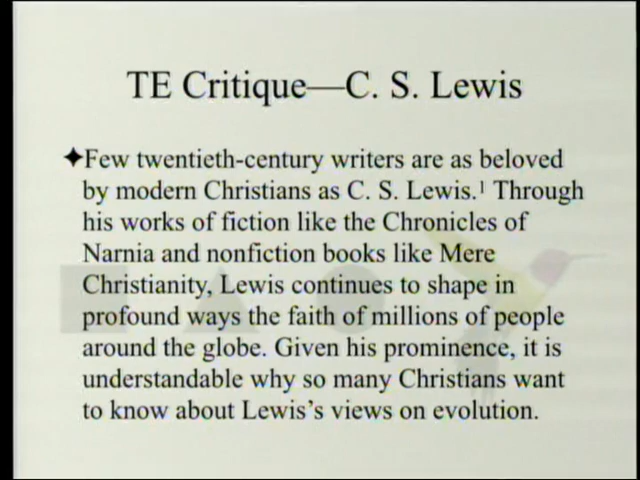 TE Critique—C. S. Lewis
✦Few twentieth-century writers are as beloved
by modern Christians as C. S. Lewis.¹ Through
his works of fiction like the Chronicles of
Narnia and nonfiction books like Mere
Christianity, Lewis continues to shape in
profound ways the faith of millions of people
around the globe. Given his prominence, it is
understandable why so many Christians want
to know about Lewis’s views on evolution.